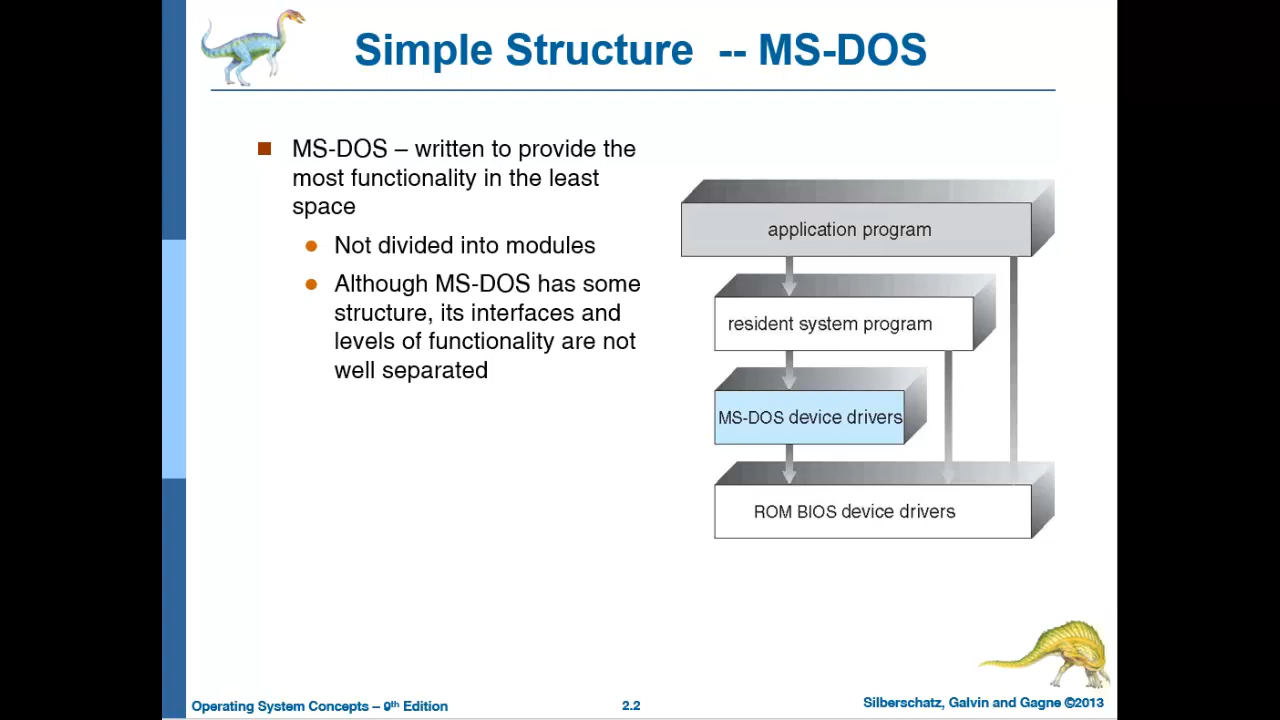 Simple Structure -- MS-DOS
MS-DOS – written to provide the
most functionality in the least
space
Not divided into modules
Although MS-DOS has some
structure, its interfaces and
levels of functionality are not
well separated
application program
resident system program
MS-DOS device drivers
ROM BIOS device drivers
Operating System Concepts – 9th Edition
2.2
Silberschatz, Galvin and Gagne ©2013